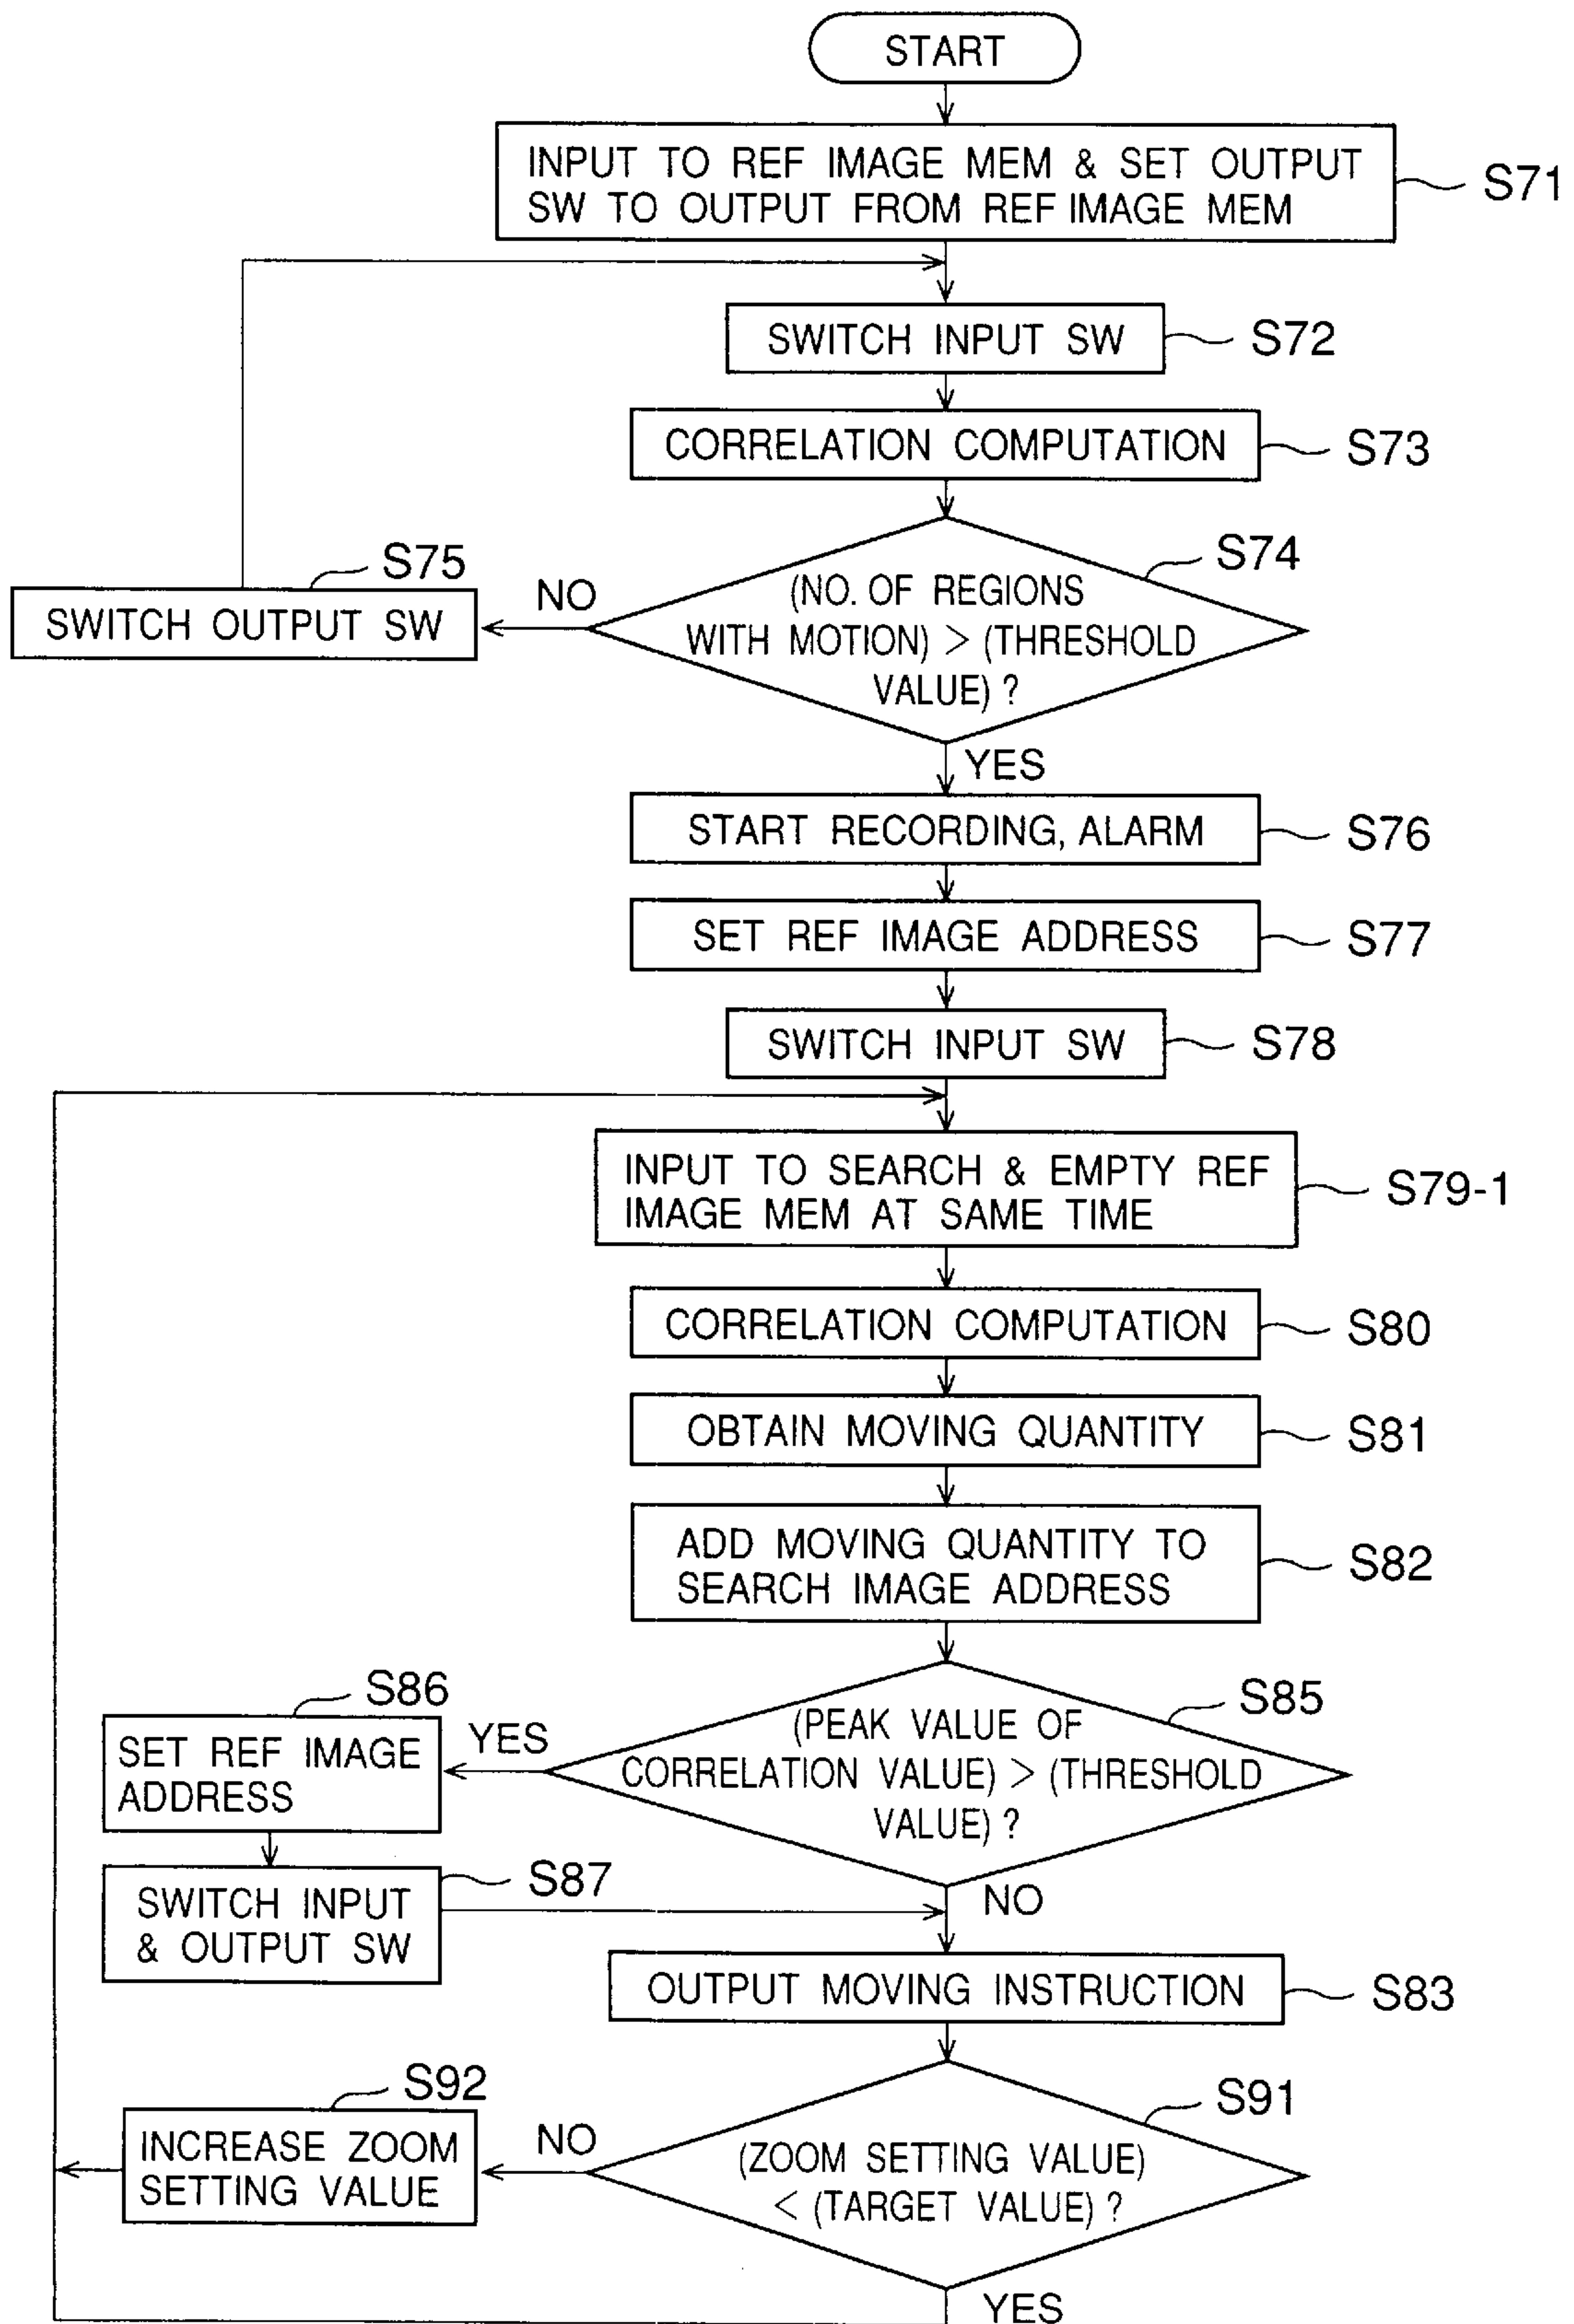 START
INPUT TO REF IMAGE MEM & SET OUTPUT
SW TO OUTPUT FROM REF IMAGE MEM
S71
SWITCH INPUT SW
S72
CORRELATION COMPUTATION
S73
S74
(NO. OF REGIONS
WITH MOTION) > (THRESHOLD
VALUE) ?
NO
S75
SWITCH OUTPUT SW
YES
START RECORDING, ALARM
S76
SET REF IMAGE ADDRESS
S77
SWITCH INPUT SW
S78
INPUT TO SEARCH & EMPTY REF
IMAGE MEM AT SAME TIME
S79-1
CORRELATION COMPUTATION
S80
OBTAIN MOVING QUANTITY
S81
ADD MOVING QUANTITY TO
SEARCH IMAGE ADDRESS
S82
S85
(PEAK VALUE OF
CORRELATION VALUE) > (THRESHOLD
VALUE) ?
YES
S86
SET REF IMAGE
ADDRESS
S87
SWITCH INPUT
& OUTPUT SW
NO
OUTPUT MOVING INSTRUCTION
S83
S91
(ZOOM SETTING VALUE)
< (TARGET VALUE) ?
NO
S92
INCREASE ZOOM
SETTING VALUE
YES